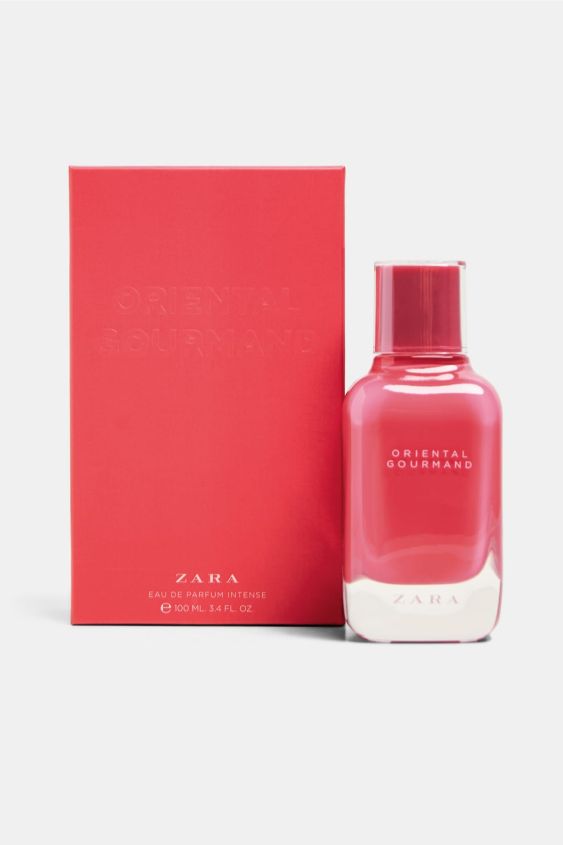 ORIENTAL
GOURMAND
ZARA
EAU DE PARFUM INTENSE
℮ 100 ML. 3.4 FL. OZ.
ORIENTAL
GOURMAND
ZARA